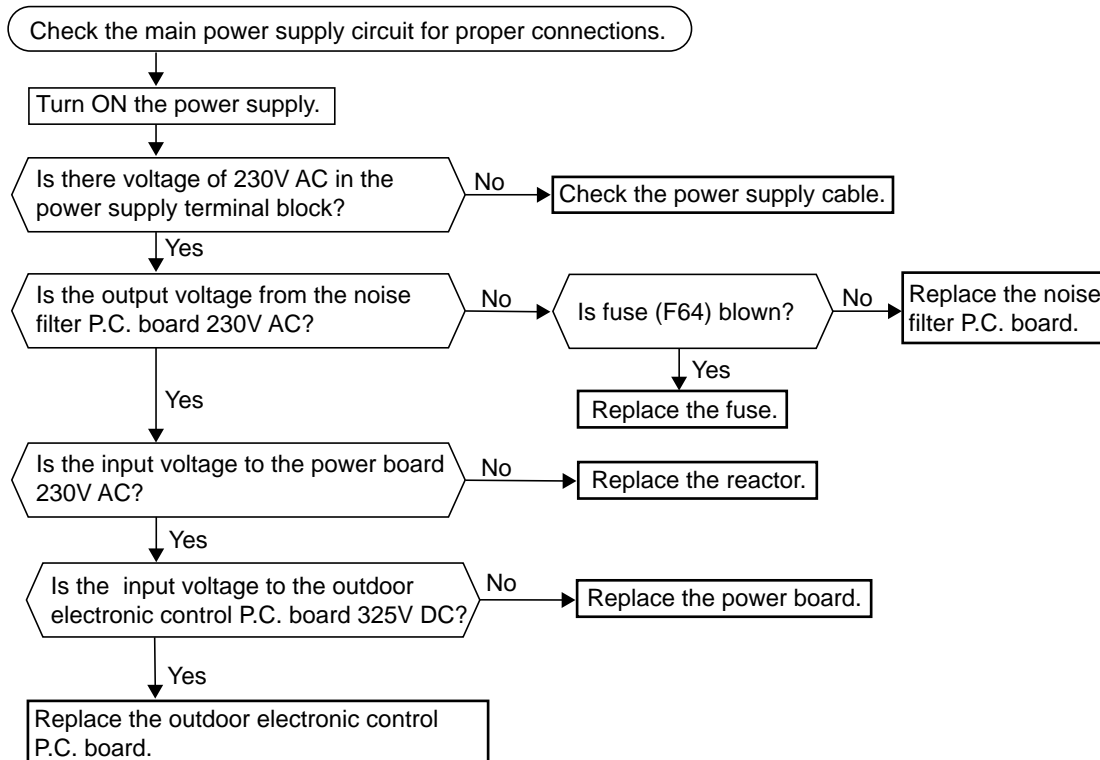 Check the main power supply circuit for proper connections.
Turn ON the power supply.
Is there voltage of 230V AC in the
power supply terminal block?
No
Check the power supply cable.
Yes
Is the output voltage from the noise
filter P.C. board 230V AC?
No
Is fuse (F64) blown?
No
Replace the noise
filter P.C. board.
Yes
Replace the fuse.
Yes
Is the input voltage to the power board
230V AC?
No
Replace the reactor.
Yes
Is the input voltage to the outdoor
electronic control P.C. board 325V DC?
No
Replace the power board.
Yes
Replace the outdoor electronic control
P.C. board.